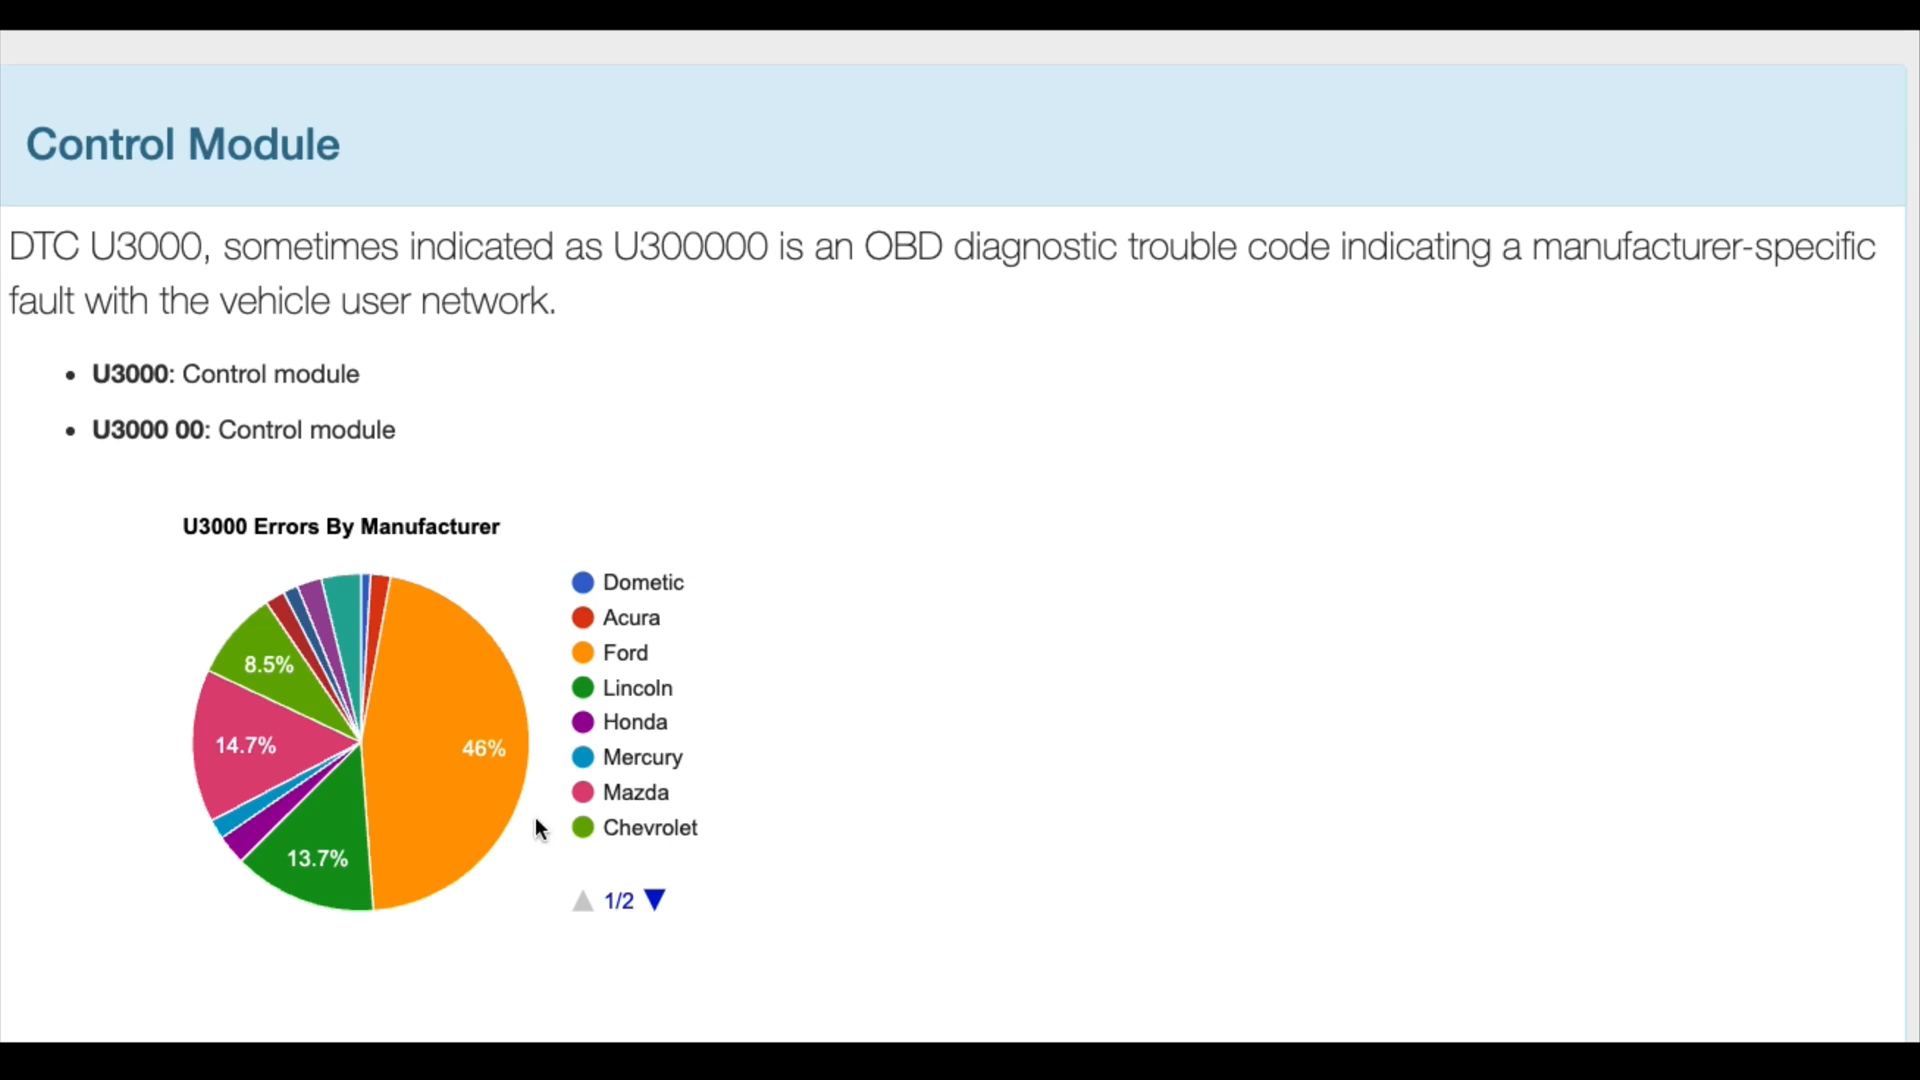 Control Module
DTC U3000, sometimes indicated as U300000 is an OBD diagnostic trouble code indicating a manufacturer-specific
fault with the vehicle user network.
• U3000: Control module
• U3000 00: Control module
U3000 Errors By Manufacturer
Dometic
Acura
Ford
Lincoln
Honda
Mercury
Mazda
Chevrolet
8.5%
14.7%
46%
13.7%
1/2